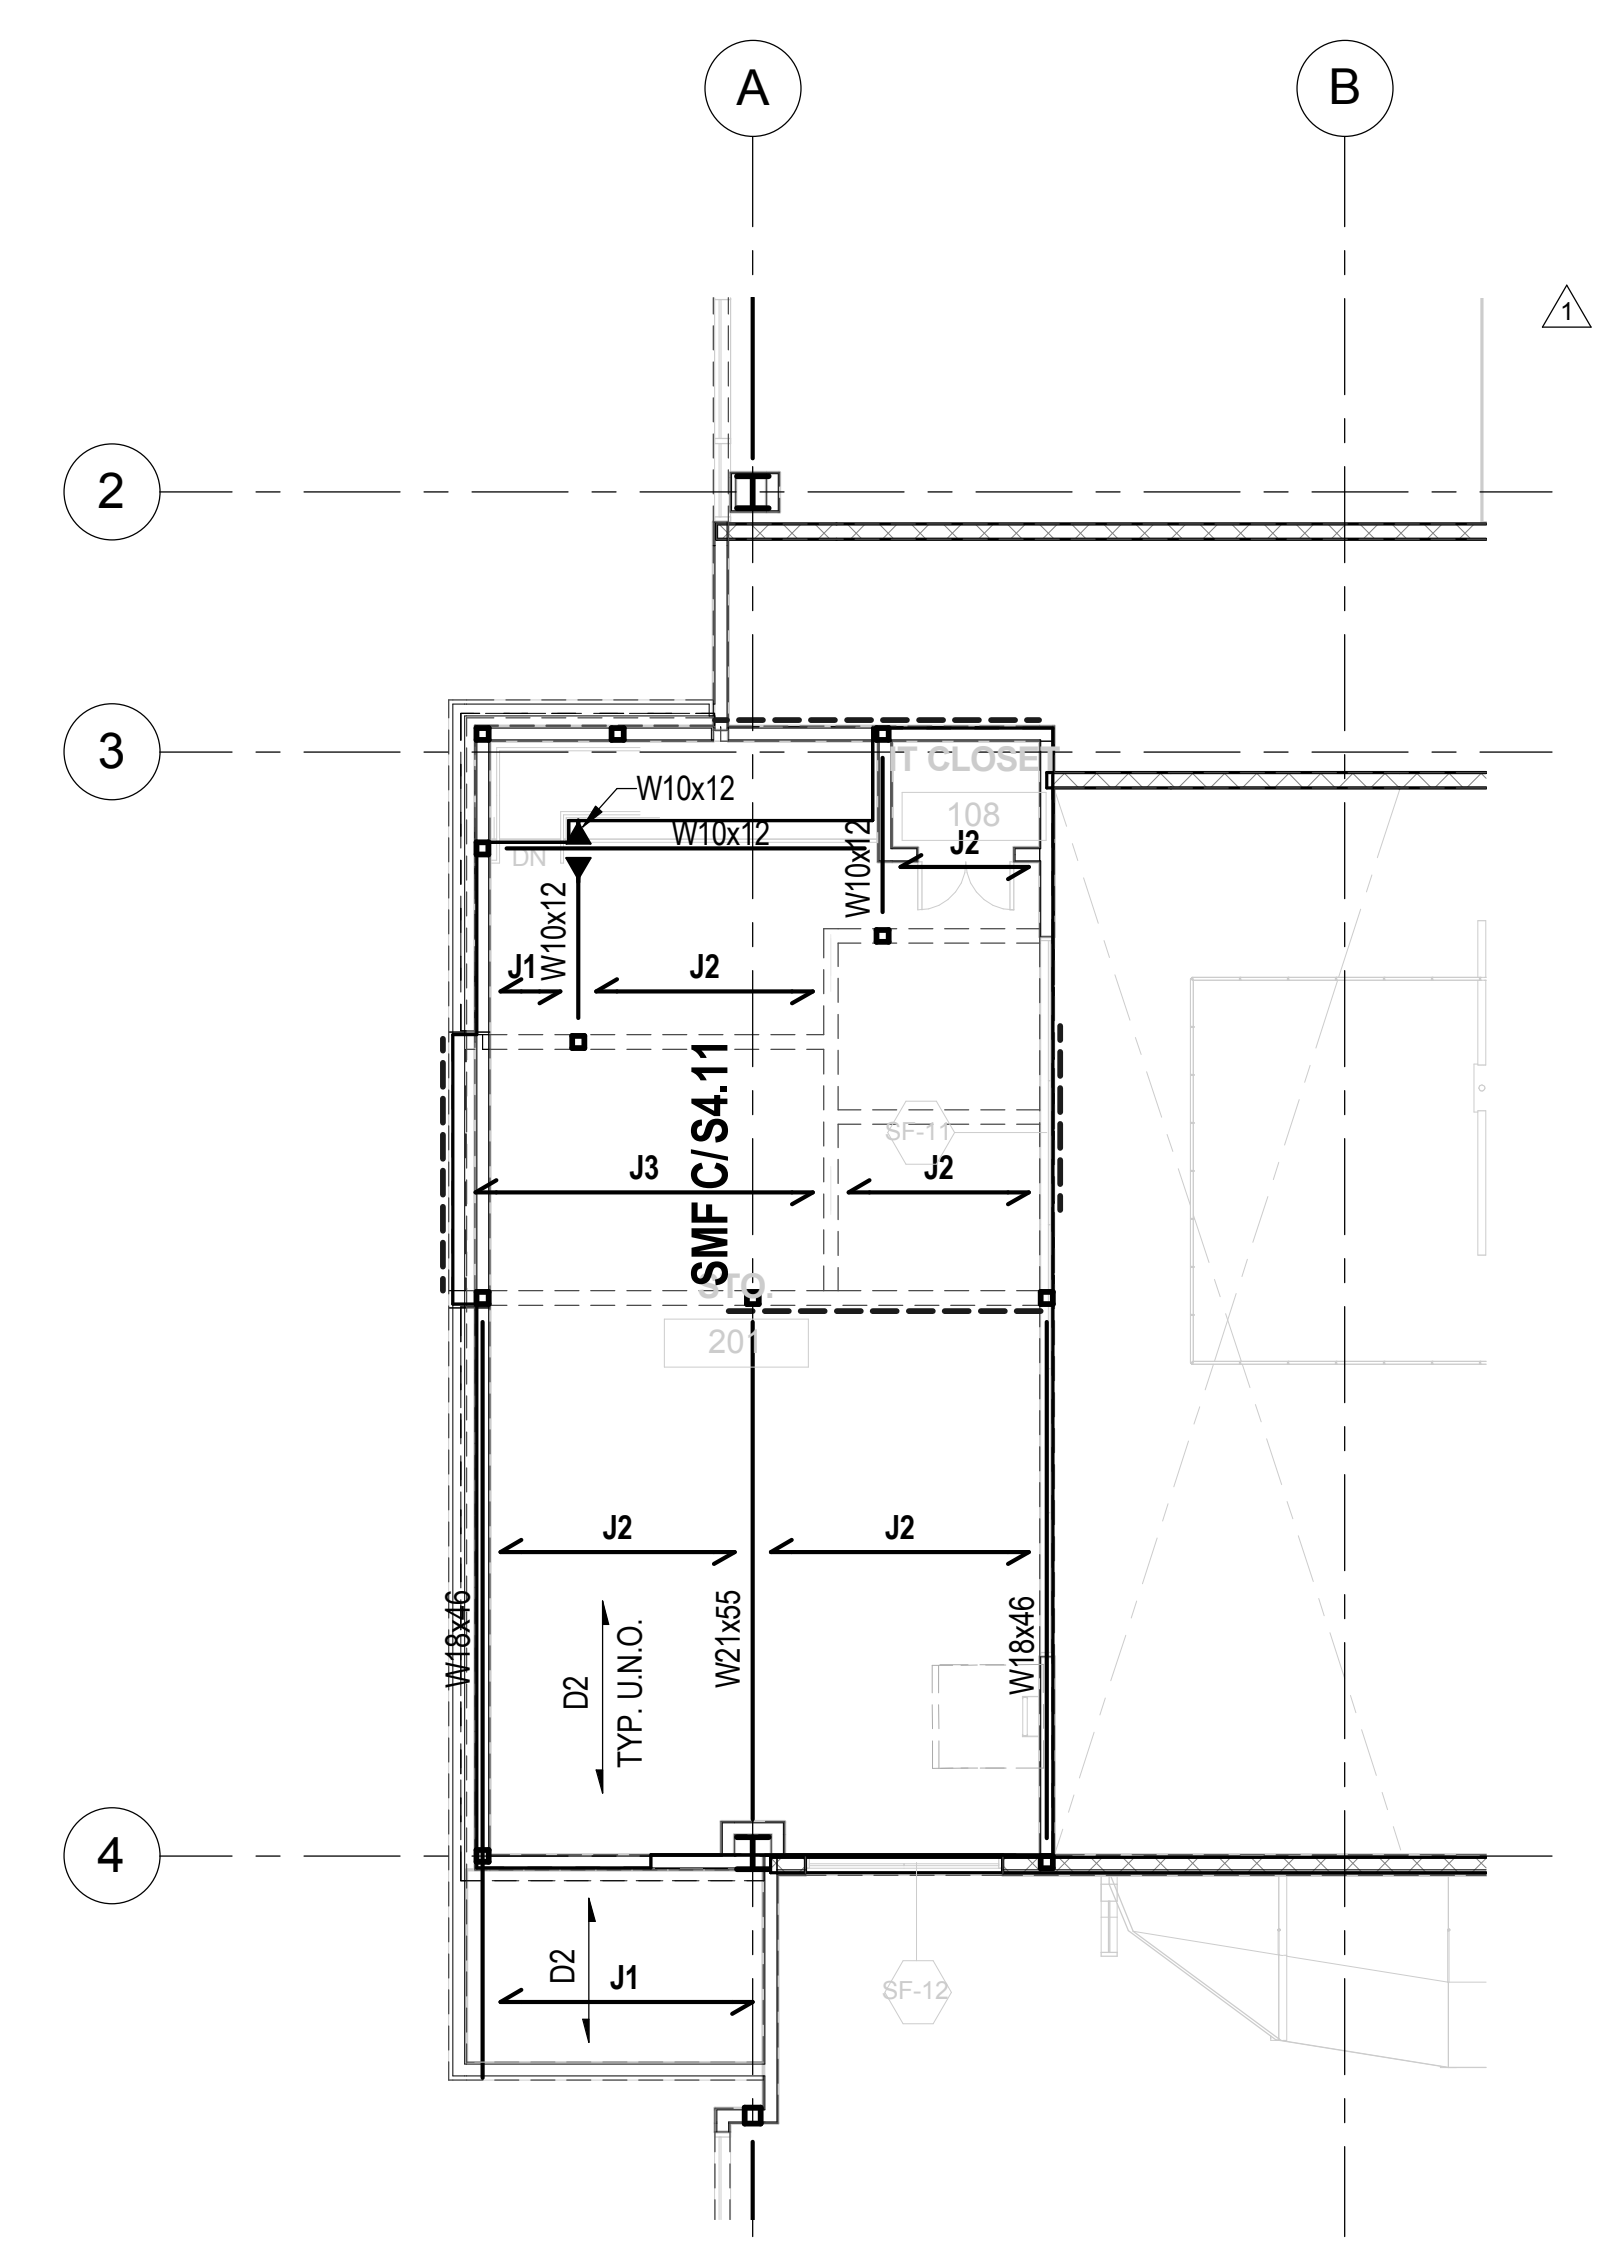 A
B
1
2
3
IT CLOSET
W10x12
108
W10x12
W10x12
J2
DN
W10x12
J1
J2
SMF C/S4.11
SF-11
J3
J2
STO.
201
J2
J2
W18x46
W21x55
W18x46
D2
TYP. U.N.O.
4
D2
J1
SF-12